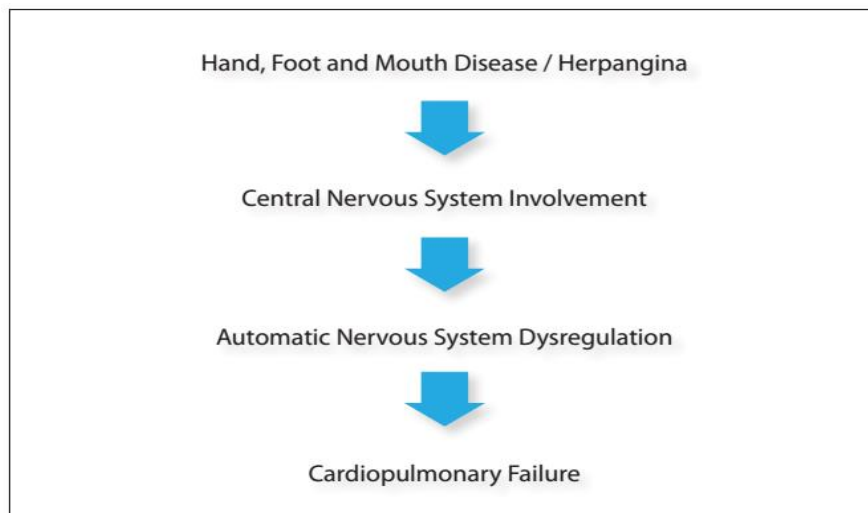 Hand, Foot and Mouth Disease / Herpangina
Central Nervous System Involvement
Automatic Nervous System Dysregulation
Cardiopulmonary Failure